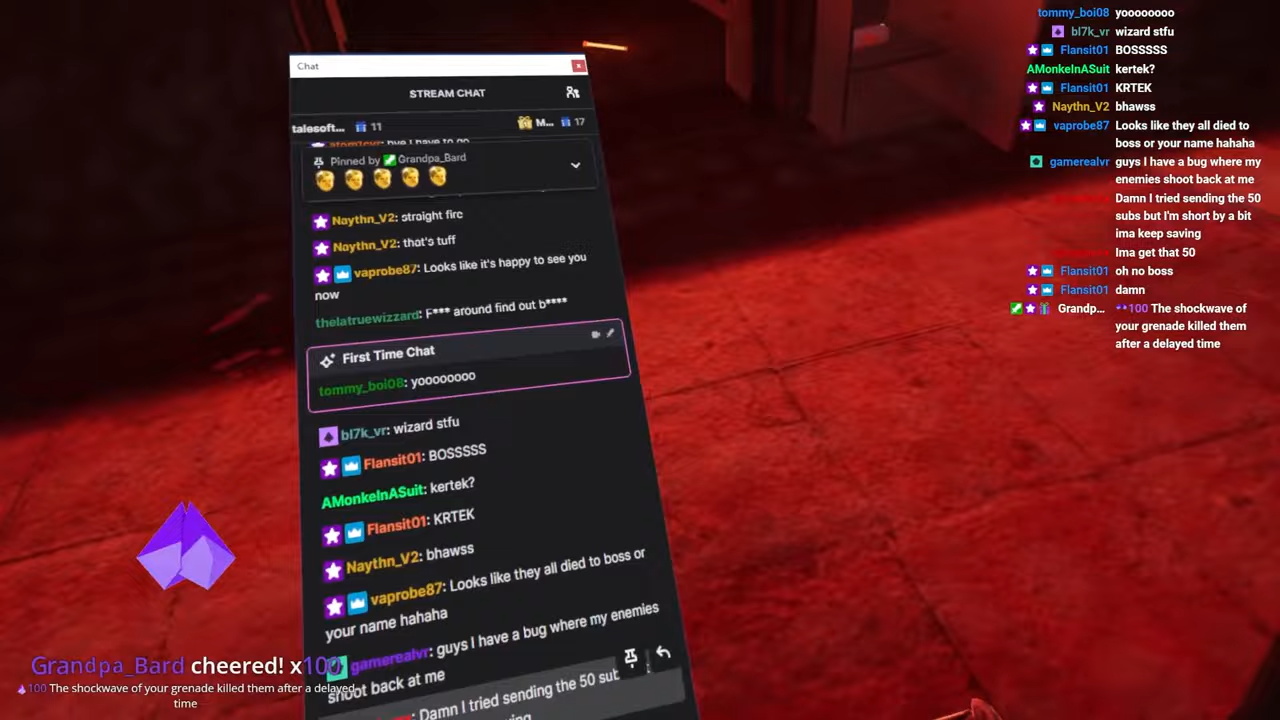 Chat
STREAM CHAT
talesoft... 11
M... 17
Pinned by Grandpa_Bard
Naythn_V2: straight fire
Naythn_V2: that's tuff
vaprobe87: Looks like it's happy to see you
now
thelatruewizzard: F*** around find out b****
First Time Chat
tommy_boi08: yoooooooo
bl7k_vr: wizard stfu
Flansit01: BOSSSSS
AMonkeInASuit: kertek?
Flansit01: KRTEK
Naythn_V2: bhawss
vaprobe87: Looks like they all died to boss or
your name hahaha
gamerealvr: guys I have a bug where my enemies
shoot back at me
: Damn I tried sending the 50
Grandpa_Bard cheered! x100
100 The shockwave of your grenade killed them after a delayed
time
tommy_boi08 yoooooooo
bl7k_vr wizard stfu
Flansit01 BOSSSSS
AMonkeInASuit kertek?
Flansit01 KRTEK
Naythn_V2 bhawss
vaprobe87 Looks like they all died to
boss or your name hahaha
gamerealvr guys I have a bug where my
enemies shoot back at me
Damn I tried sending the 50
subs but I'm short by a bit
ima keep saving
Ima get that 50
Flansit01 oh no boss
Flansit01 damn
Grandp... 100 The shockwave of
your grenade killed them
after a delayed time